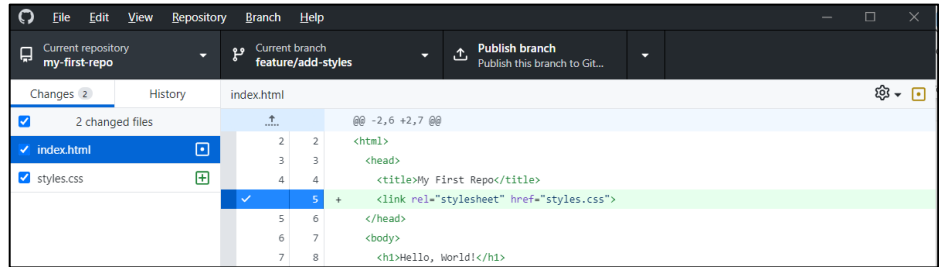 File Edit View Repository Branch Help
Current repository
my-first-repo
Current branch
feature/add-styles
Publish branch
Publish this branch to Git...
Changes 2 History
index.html
2 changed files
index.html
styles.css
@@ -2,6 +2,7 @@
2 2 <html>
3 3 <head>
4 4 <title>My First Repo</title>
5 + <link rel="stylesheet" href="styles.css">
5 6 </head>
6 7 <body>
7 8 <h1>Hello, World!</h1>